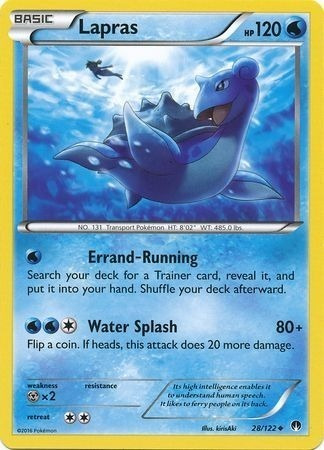 BASIC
Lapras HP120
NO. 131 Transport Pokémon HT: 8'02" WT: 485.0 lbs.
Errand-Running
Search your deck for a Trainer card, reveal it, and
put it into your hand. Shuffle your deck afterward.
Water Splash 80+
Flip a coin. If heads, this attack does 20 more damage.
weakness resistance
×2
retreat
Its high intelligence enables it
to understand human speech.
It likes to ferry people on its back.
©2016 Pokémon
Illus. kirisAki
28/122